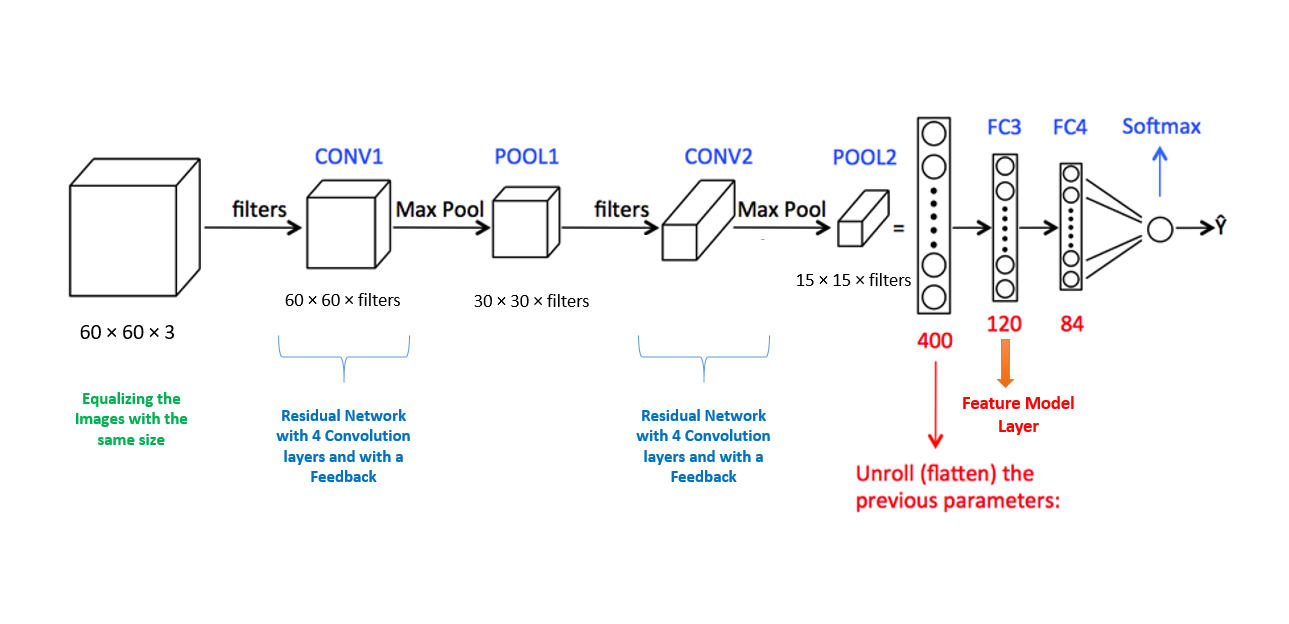 CONV1
POOL1
CONV2
POOL2
FC3
FC4
Softmax
filters
Max Pool
filters
Max Pool
=
Ŷ
60 × 60 × 3
60 × 60 × filters
30 × 30 × filters
15 × 15 × filters
400
120
84
Equalizing the
Images with the
same size
Residual Network
with 4 Convolution
layers and with a
Feedback
Residual Network
with 4 Convolution
layers and with a
Feedback
Feature Model
Layer
Unroll (flatten) the
previous parameters: